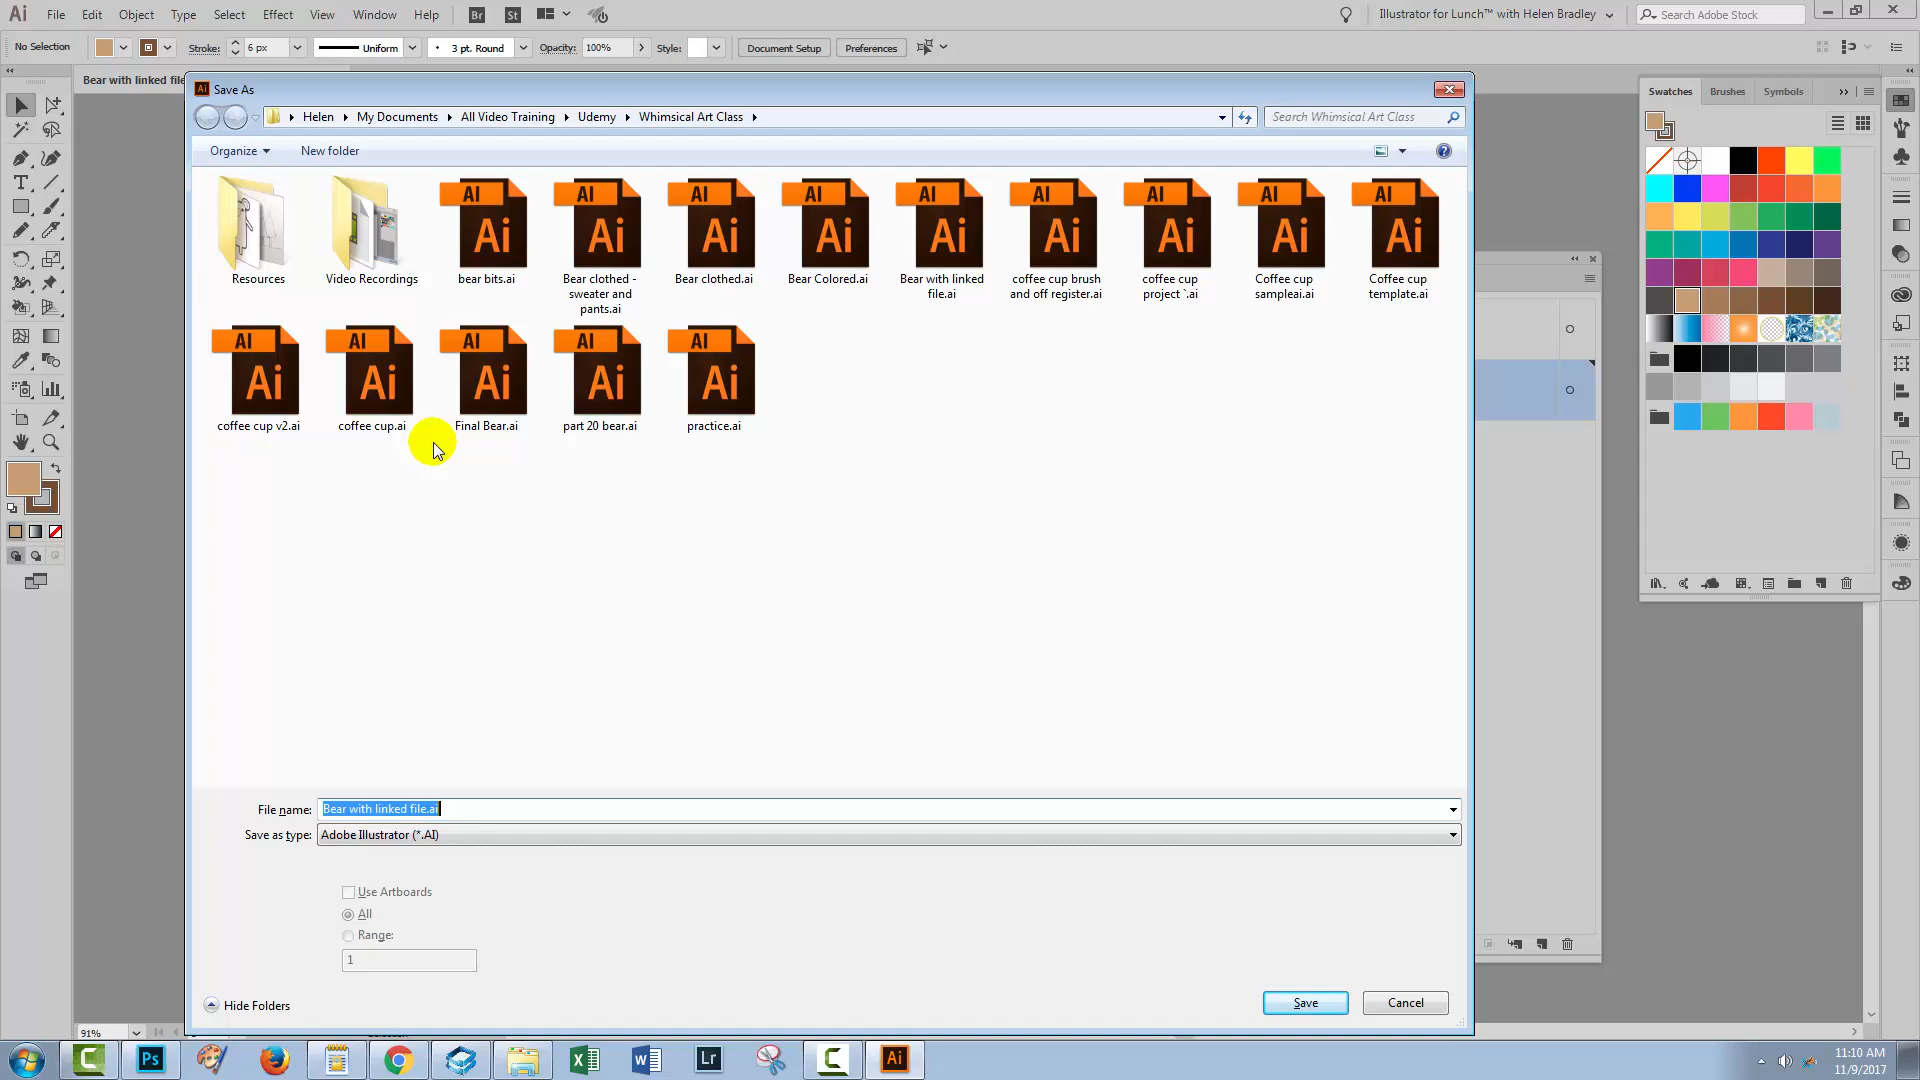 Ai File Edit Object Type Select Effect View Window Help Br St Illustrator for Lunch™ with Helen Bradley Search Adobe Stock
No Selection Stroke: 6 px Uniform 3 pt. Round Opacity: 100% Style: Document Setup Preferences
Bear with linked file
Ai Save As
Helen My Documents All Video Training Udemy Whimsical Art Class Search Whimsical Art Class
Organize New folder
Resources
Video Recordings
bear bits.ai
Bear clothed -
sweater and
pants.ai
Bear clothed.ai
Bear Colored.ai
Bear with linked
file.ai
coffee cup brush
and off register.ai
coffee cup
project `.ai
Coffee cup
sampleai.ai
Coffee cup
template.ai
coffee cup v2.ai
coffee cup.ai
Final Bear.ai
part 20 bear.ai
practice.ai
File name: Bear with linked file.ai
Save as type: Adobe Illustrator (*.AI)
Use Artboards
All
Range:
1
Hide Folders
Save Cancel
Swatches Brushes Symbols
91%
Ps Lr Ai
11:10 AM
11/9/2017